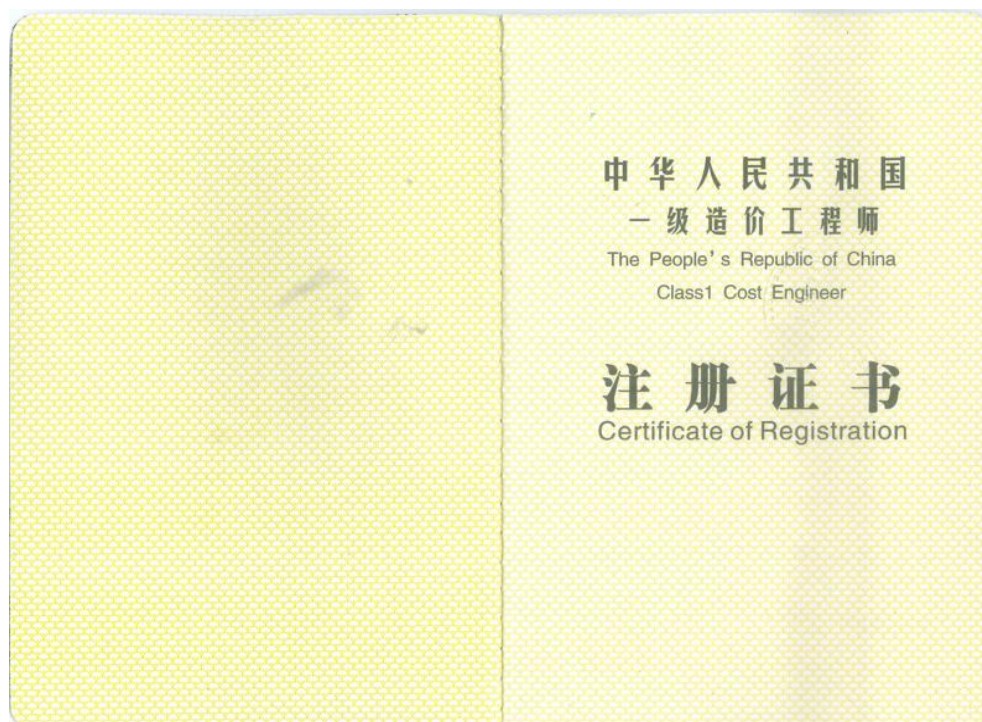 中华人民共和国
一级造价工程师
The People's Republic of China
Class1 Cost Engineer
注册证书
Certificate of Registration